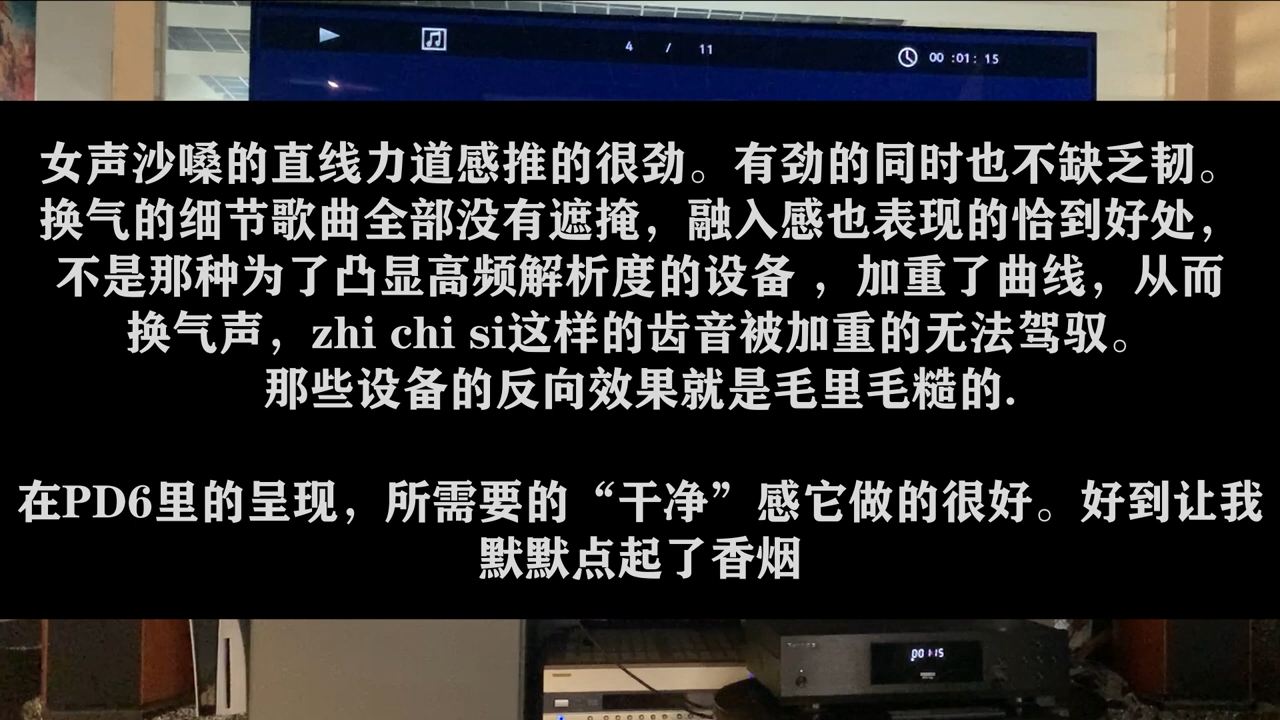 4 / 11
00 :01: 15
女声沙嗓的直线力道感推的很劲。有劲的同时也不缺乏韧。
换气的细节歌曲全部没有遮掩，融入感也表现的恰到好处，
不是那种为了凸显高频解析度的设备 ，加重了曲线，从而
换气声，zhi chi si这样的齿音被加重的无法驾驭。
那些设备的反向效果就是毛里毛糙的.
在PD6里的呈现，所需要的“干净”感它做的很好。好到让我
默默点起了香烟
001:15